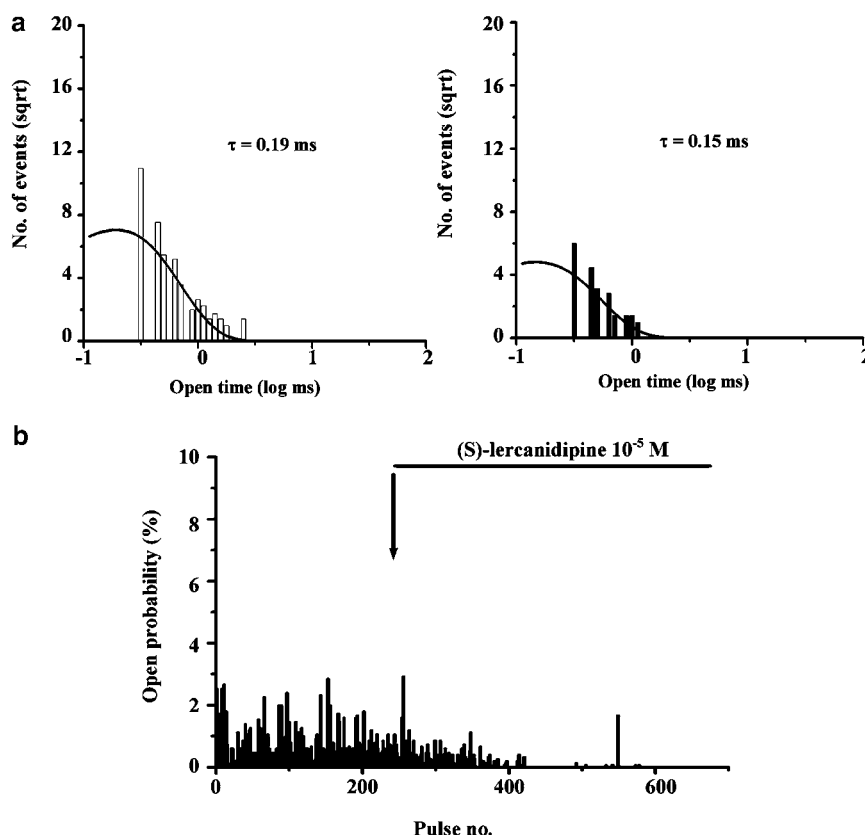 a
No. of events (sqrt)
20
16
12
8
4
0
τ = 0.19 ms
-1
0
1
2
Open time (log ms)
No. of events (sqrt)
20
16
12
8
4
0
τ = 0.15 ms
-1
0
1
2
Open time (log ms)
b
(S)-lercanidipine 10⁻⁵ M
Open probability (%)
10
8
6
4
2
0
0
200
400
600
Pulse no.